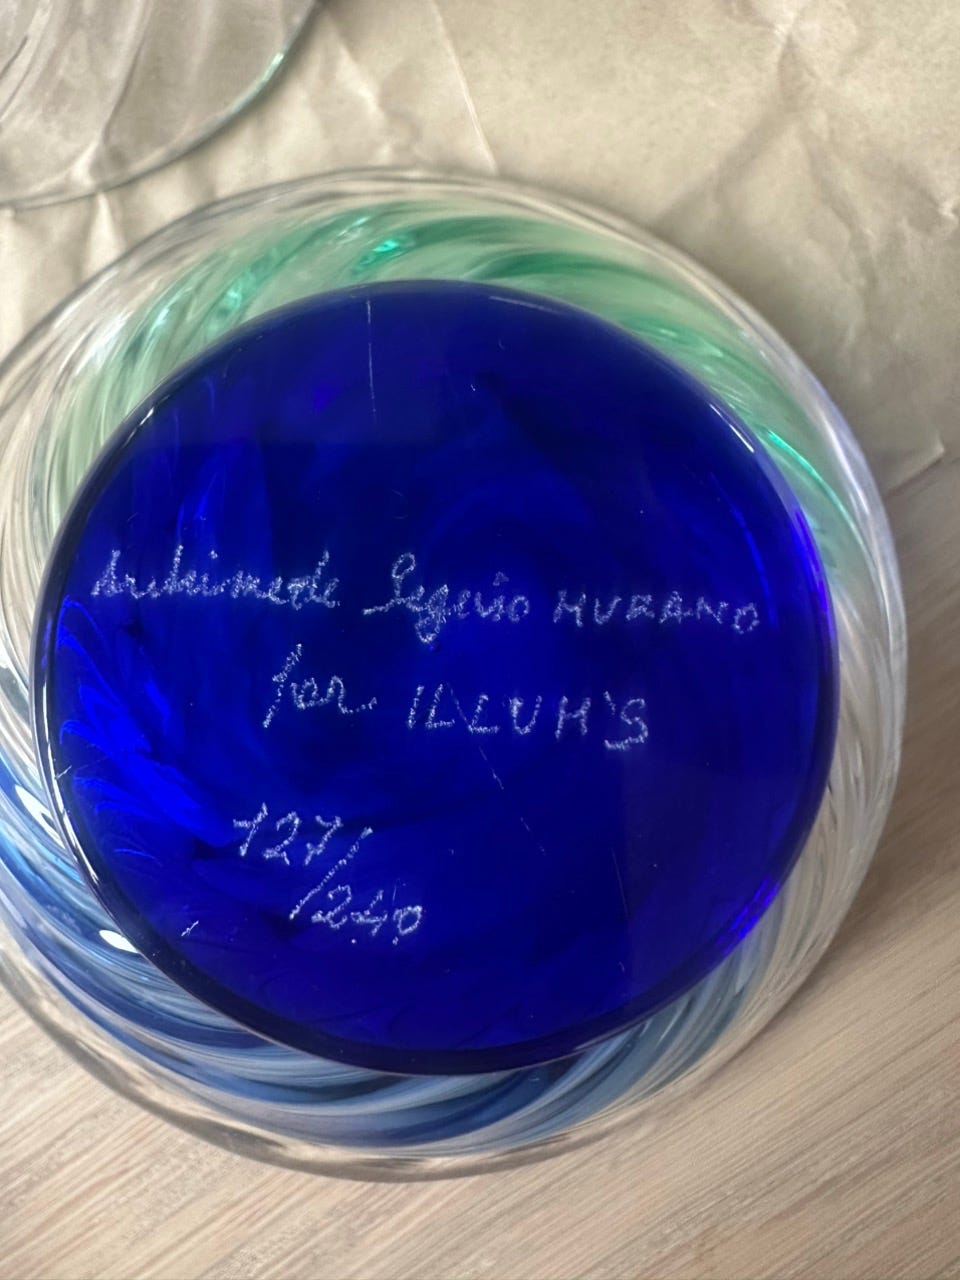 Archimede Seguso MURANO
for ILLUM'S
127/
240